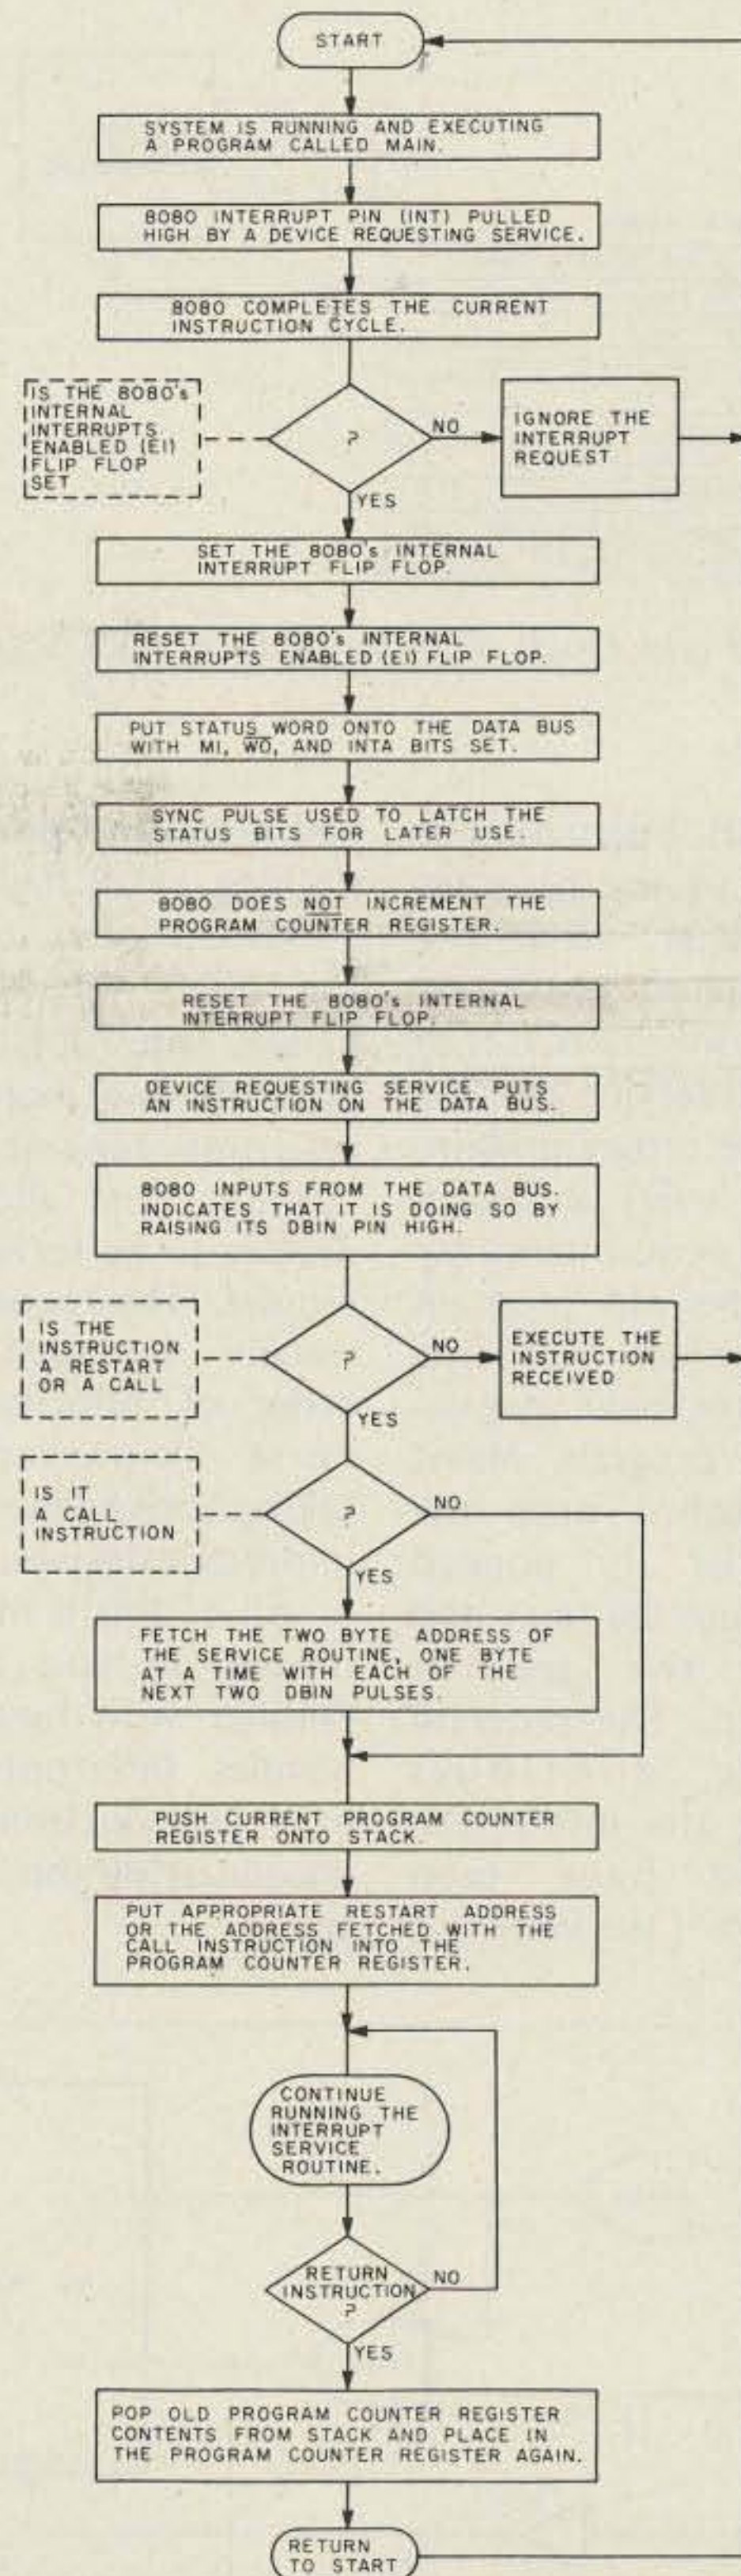 START
SYSTEM IS RUNNING AND EXECUTING
A PROGRAM CALLED MAIN.
8080 INTERRUPT PIN (INT) PULLED
HIGH BY A DEVICE REQUESTING SERVICE.
8080 COMPLETES THE CURRENT
INSTRUCTION CYCLE.
IS THE 8080's
INTERNAL
INTERRUPTS
ENABLED (EI)
FLIP FLOP
SET
?
NO
IGNORE THE
INTERRUPT
REQUEST
YES
SET THE 8080's INTERNAL
INTERRUPT FLIP FLOP.
RESET THE 8080's INTERNAL
INTERRUPTS ENABLED (EI) FLIP FLOP.
PUT STATUS WORD ONTO THE DATA BUS
WITH MI, W̅O̅, AND INTA BITS SET.
SYNC PULSE USED TO LATCH THE
STATUS BITS FOR LATER USE.
8080 DOES NOT INCREMENT THE
PROGRAM COUNTER REGISTER.
RESET THE 8080's INTERNAL
INTERRUPT FLIP FLOP.
DEVICE REQUESTING SERVICE PUTS
AN INSTRUCTION ON THE DATA BUS.
8080 INPUTS FROM THE DATA BUS.
INDICATES THAT IT IS DOING SO BY
RAISING ITS DBIN PIN HIGH.
IS THE
INSTRUCTION
A RESTART
OR A CALL
?
NO
EXECUTE THE
INSTRUCTION
RECEIVED
YES
IS IT
A CALL
INSTRUCTION
?
NO
YES
FETCH THE TWO BYTE ADDRESS OF
THE SERVICE ROUTINE, ONE BYTE
AT A TIME WITH EACH OF THE
NEXT TWO DBIN PULSES.
PUSH CURRENT PROGRAM COUNTER
REGISTER ONTO STACK.
PUT APPROPRIATE RESTART ADDRESS
OR THE ADDRESS FETCHED WITH THE
CALL INSTRUCTION INTO THE
PROGRAM COUNTER REGISTER.
CONTINUE
RUNNING THE
INTERRUPT
SERVICE
ROUTINE.
RETURN
INSTRUCTION
?
NO
YES
POP OLD PROGRAM COUNTER REGISTER
CONTENTS FROM STACK AND PLACE IN
THE PROGRAM COUNTER REGISTER AGAIN.
RETURN
TO START